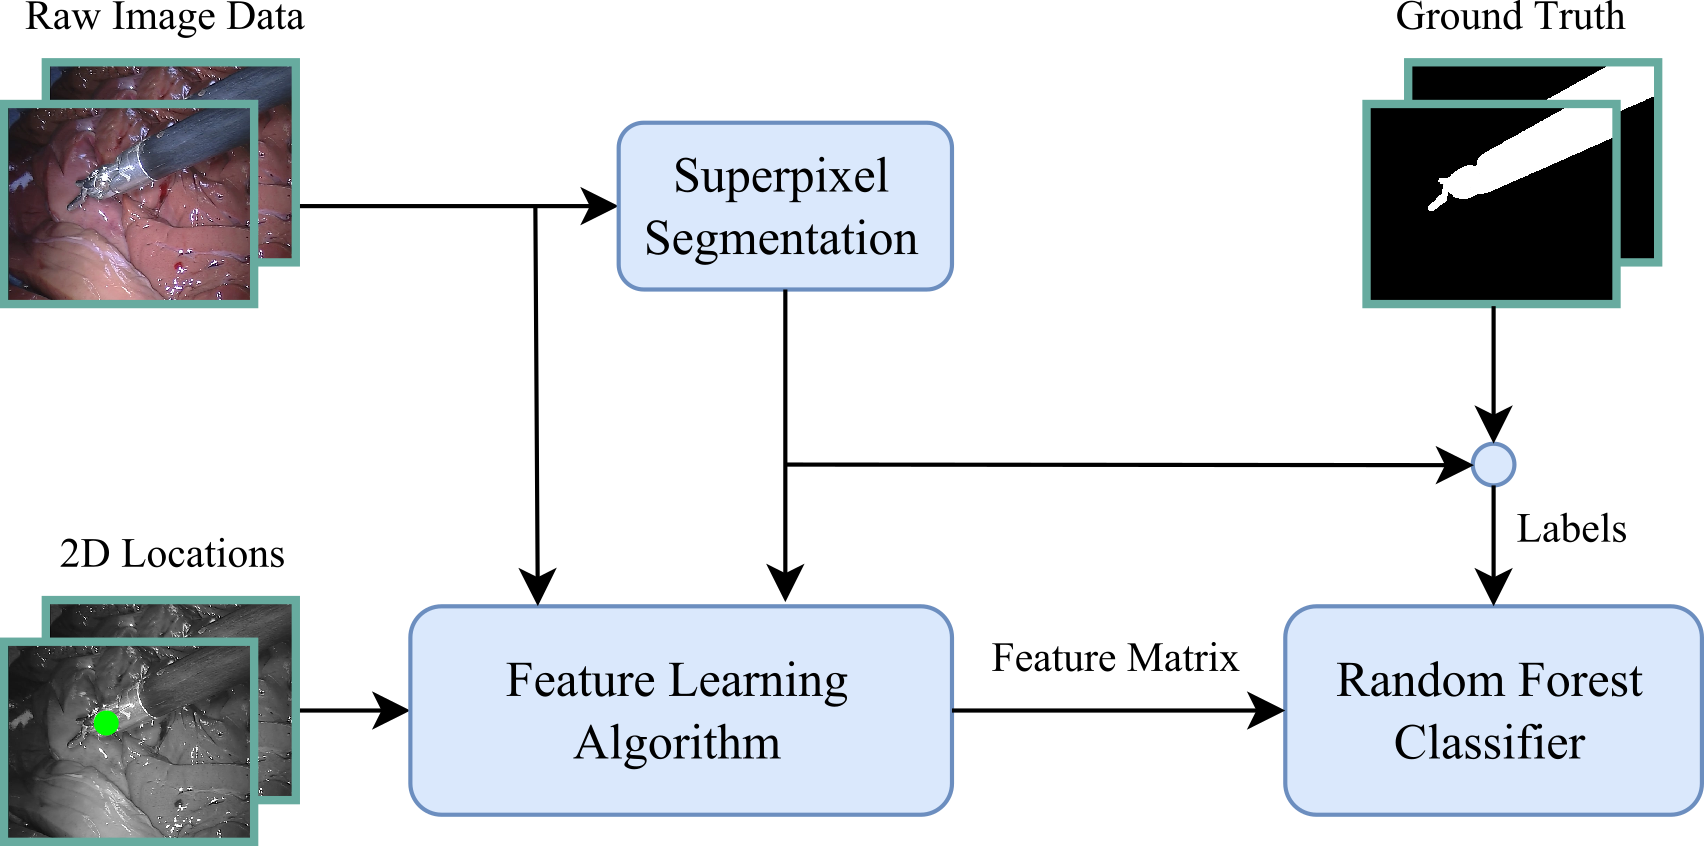 Raw Image Data
Ground Truth
Superpixel
Segmentation
Labels
2D Locations
Feature Matrix
Feature Learning
Algorithm
Random Forest
Classifier